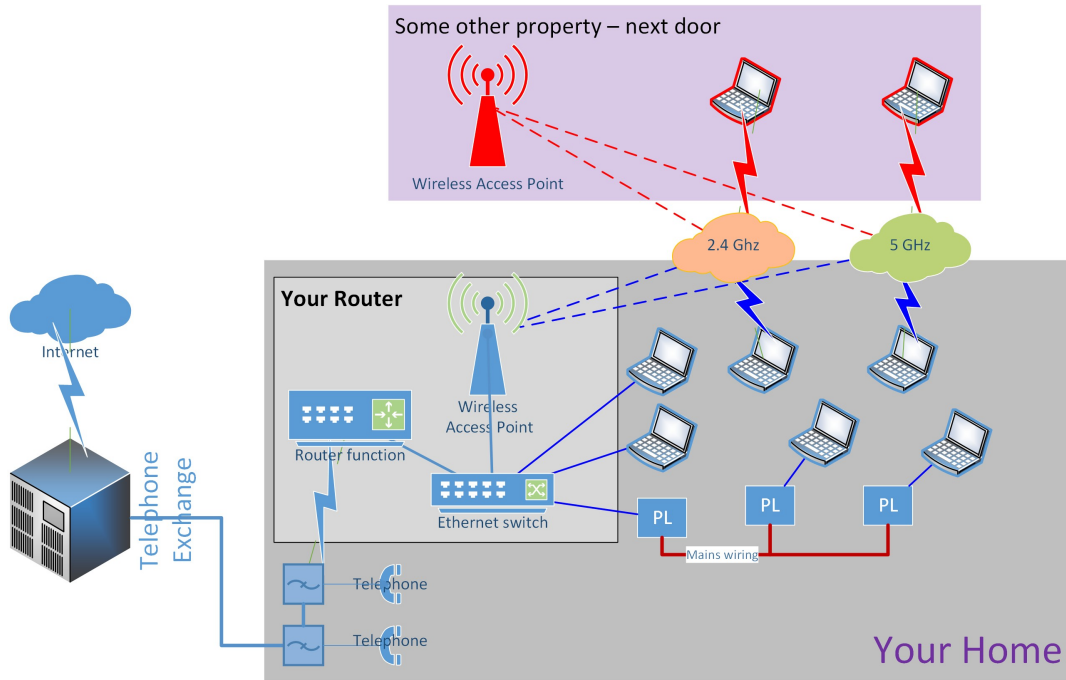 Some other property – next door
Wireless Access Point
2.4 Ghz
5 GHz
Your Router
Internet
Wireless
Access Point
Router function
Ethernet switch
PL
PL
PL
Mains wiring
Telephone
Exchange
Telephone
Telephone
Your Home